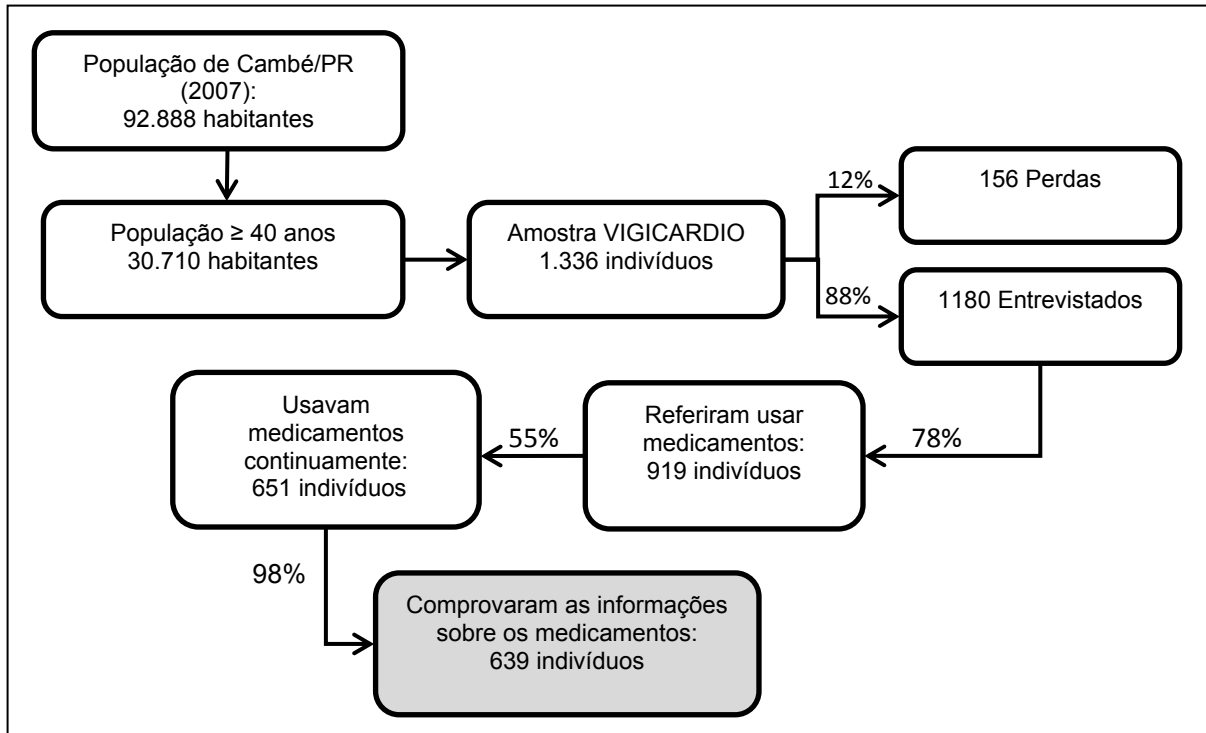 População de Cambé/PR
(2007):
92.888 habitantes
População ≥ 40 anos
30.710 habitantes
Amostra VIGICARDIO
1.336 indivíduos
12%
156 Perdas
88%
1180 Entrevistados
78%
Referiram usar
medicamentos:
919 indivíduos
55%
Usavam
medicamentos
continuamente:
651 indivíduos
98%
Comprovaram as informações
sobre os medicamentos:
639 indivíduos